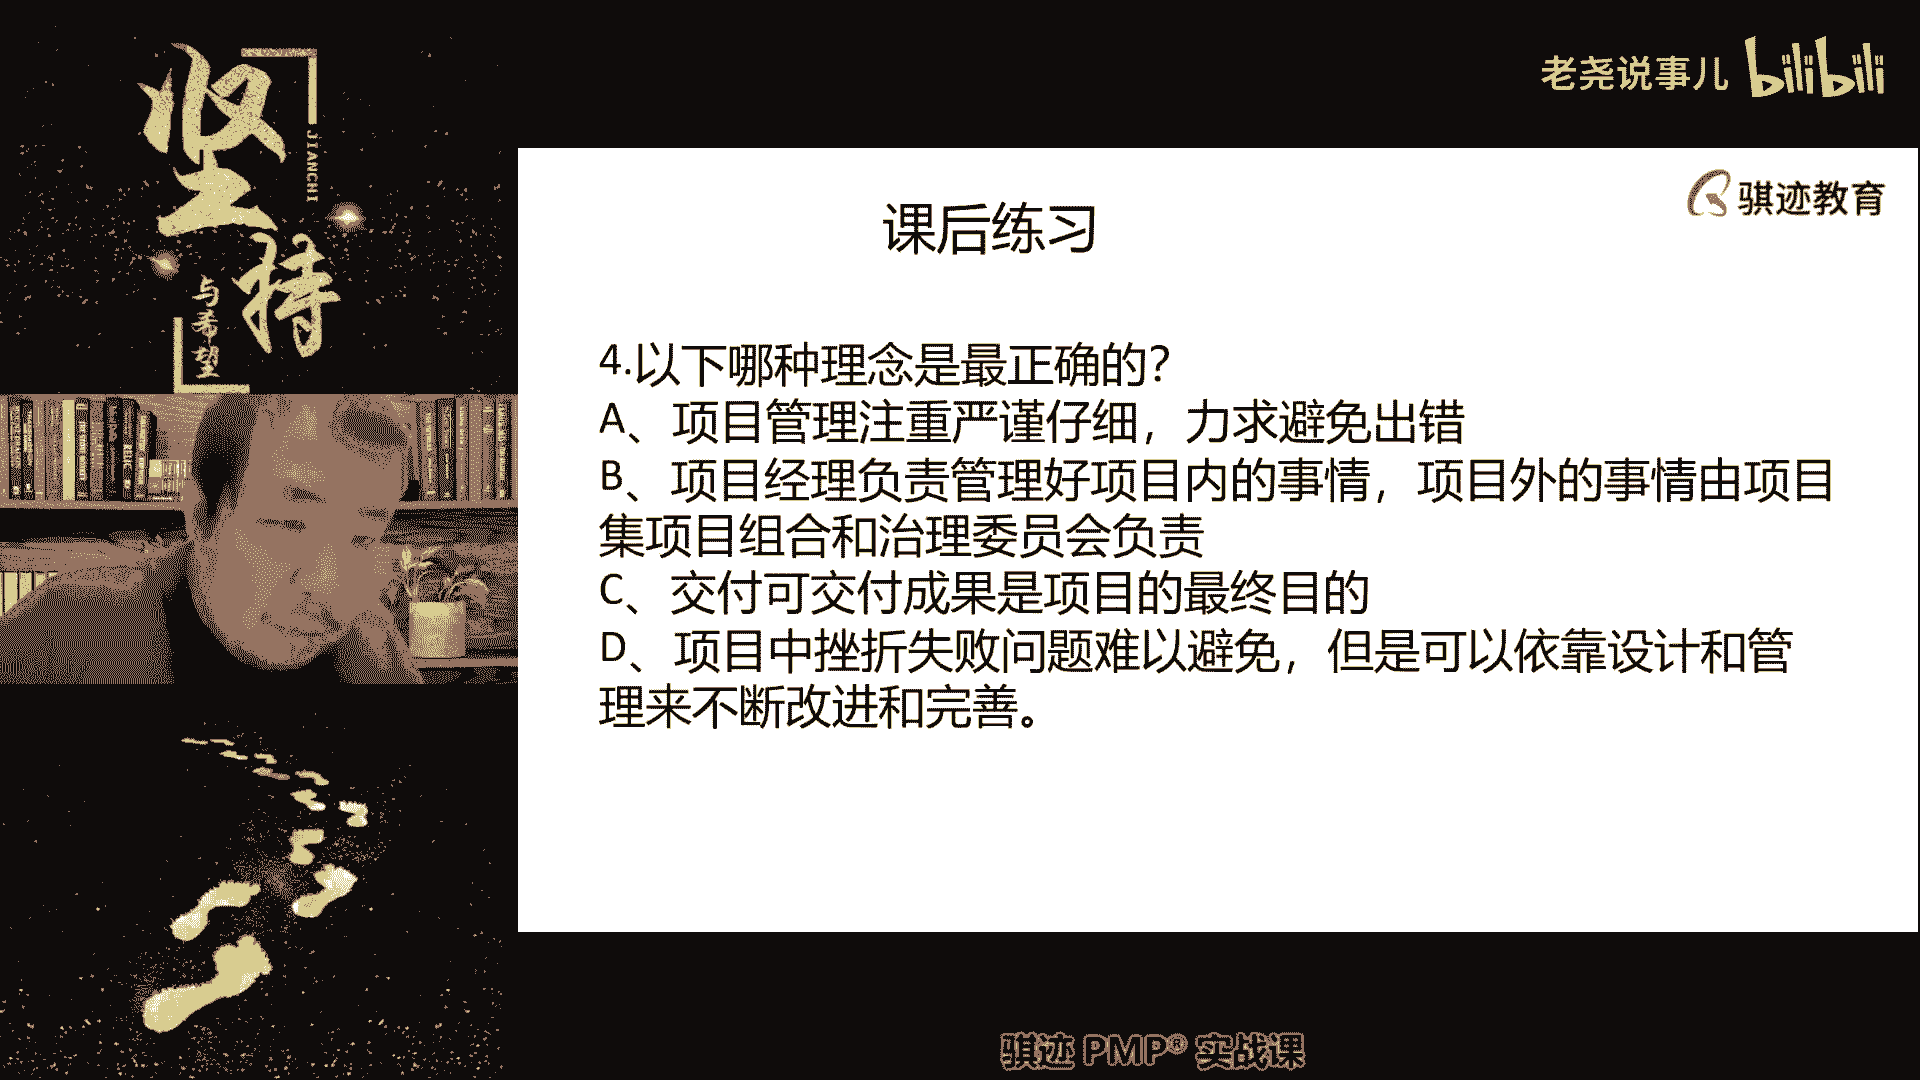 坚持
JIANCHI
与希望
老尧说事儿 bilibili
骐迹教育
课后练习
4.以下哪种理念是最正确的？
A、项目管理注重严谨仔细，力求避免出错
B、项目经理负责管理好项目内的事情，项目外的事情由项目
集项目组合和治理委员会负责
C、交付可交付成果是项目的最终目的
D、项目中挫折失败问题难以避免，但是可以依靠设计和管
理来不断改进和完善。
骐迹 PMP® 实战课